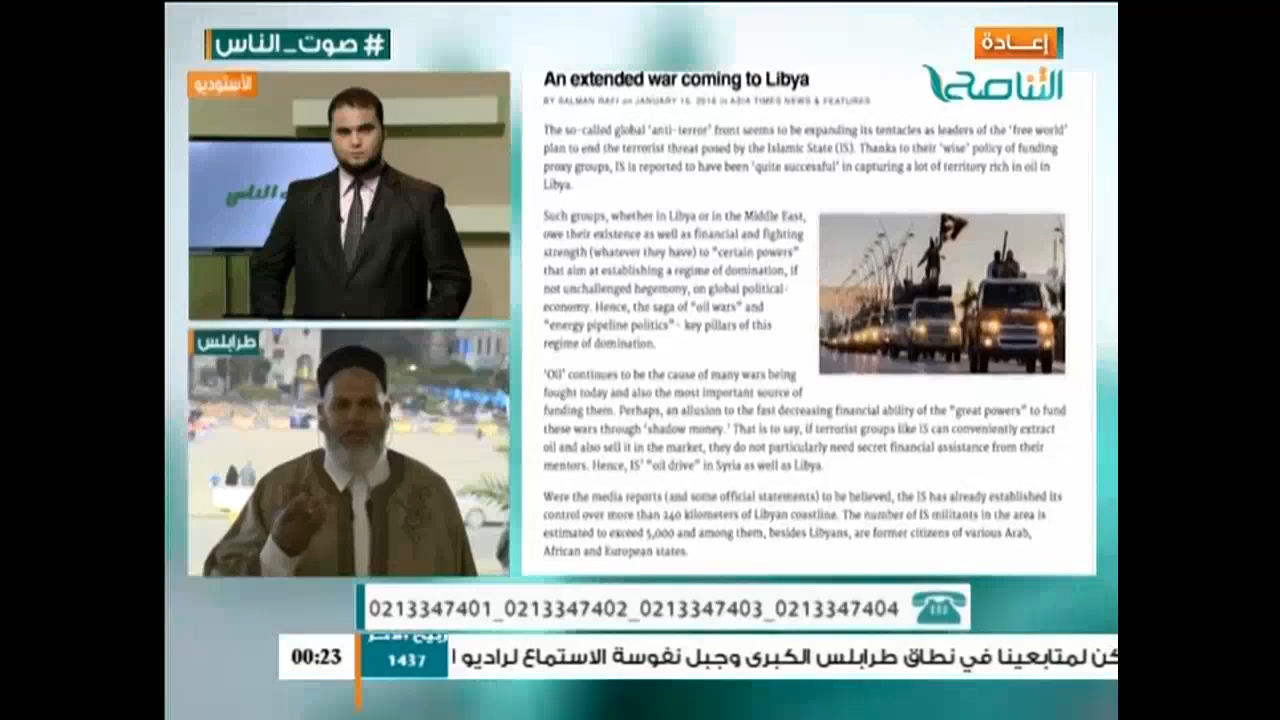 #صوت_الناس
إعـادة
التناصح
الأستوديو
An extended war coming to Libya
BY SALMAN RAFI on JANUARY 15, 2016 in ASIA TIMES NEWS & FEATURES
The so-called global 'anti-terror' front seems to be expanding its tentacles as leaders of the 'free world'
plan to end the terrorist threat posed by the Islamic State (IS). Thanks to their 'wise' policy of funding
proxy groups, IS is reported to have been 'quite successful' in capturing a lot of territory rich in oil in
Libya.
Such groups, whether in Libya or in the Middle East,
owe their existence as well as financial and fighting
strength (whatever they have) to "certain powers"
that aim at establishing a regime of domination, if
not unchallenged hegemony, on global political-
economy. Hence, the saga of "oil wars" and
"energy pipeline politics"- key pillars of this
regime of domination.
'Oil' continues to be the cause of many wars being
fought today and also the most important source of
funding them. Perhaps, an allusion to the fast decreasing financial ability of the "great powers" to fund
these wars through 'shadow money.' That is to say, if terrorist groups like IS can conveniently extract
oil and also sell it in the market, they do not particularly need secret financial assistance from their
mentors. Hence, IS' "oil drive" in Syria as well as Libya.
Were the media reports (and some official statements) to be believed, the IS has already established its
control over more than 240 kilometers of Libyan coastline. The number of IS militants in the area is
estimated to exceed 5,000 and among them, besides Libyans, are former citizens of various Arab,
African and European states.
طرابلس
0213347401_0213347402_0213347403_0213347404
00:23
1437
كن لمتابعينا في نطاق طرابلس الكبرى وجبل نفوسة الاستماع لراديو ا